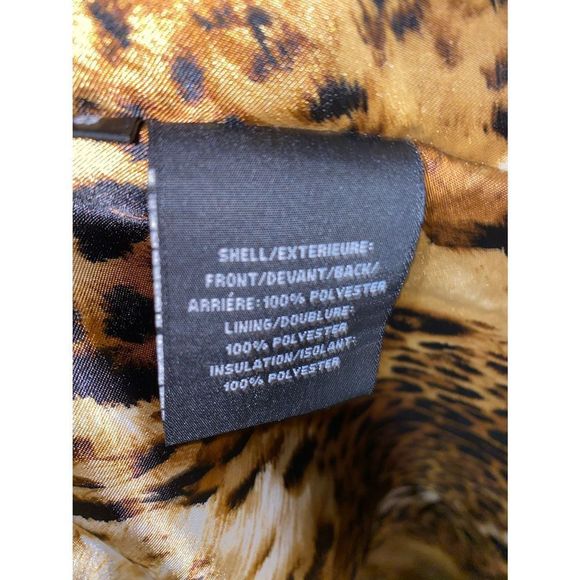 SHELL/EXTERIEURE:
FRONT/DEVANT/BACK/
ARRIÉRE: 100% POLYESTER
LINING/DOUBLURE:
100% POLYESTER
INSULATION/ISOLANT:
100% POLYESTER